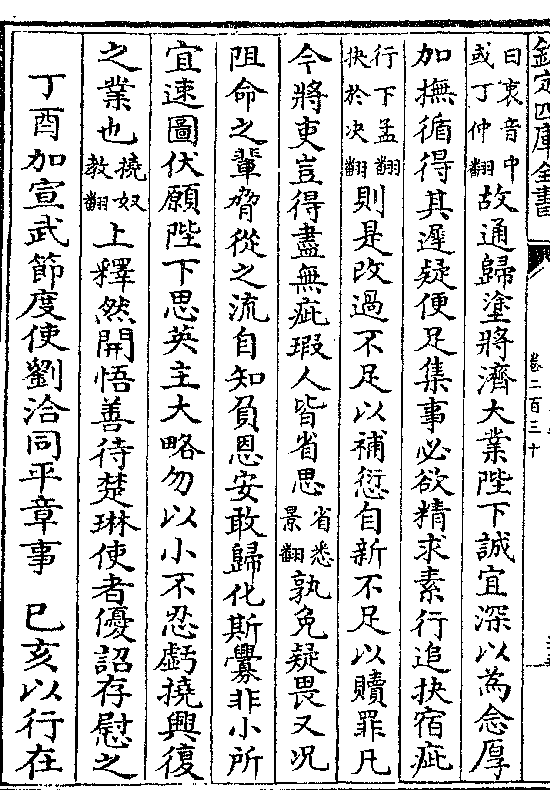 欽定四庫全書
卷二百三十
曰衷音中
或丁仲翻故通歸塗將濟大業陛下誠宜深以為念厚
加撫循得其遲疑便足集事必欲精求素行追抉宿疵
行下孟翻
抉於决翻則是改過不足以補愆自新不足以贖罪凡
今將吏豈得盡無疵瑕人皆省思省悉
景翻孰免疑畏又况
阻命之輩脅從之流自知負恩安敢歸化斯釁非小所
宜速圖伏願陛下思英主大略勿以小不忍虧撓興復
之業也撓奴
教翻上釋然開悟善待楚琳使者優詔存慰之
丁酉加宣武節度使劉洽同平章事　已亥以行在